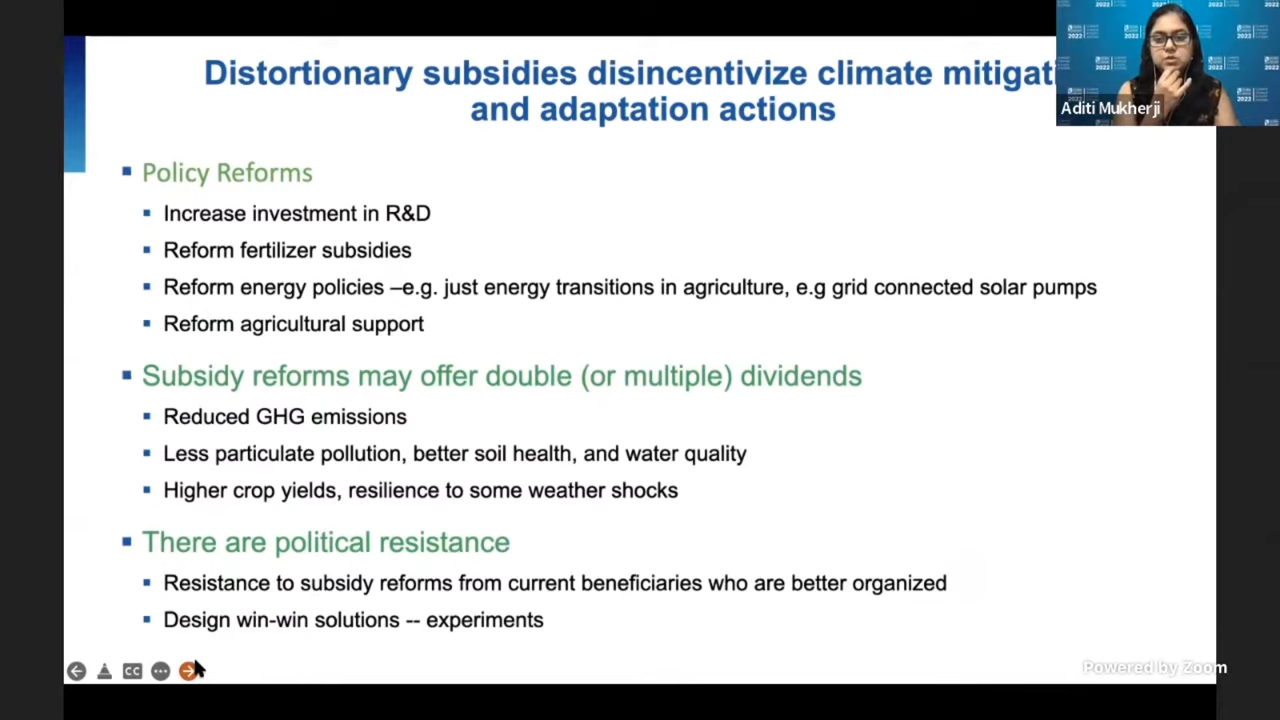 Distortionary subsidies disincentivize climate mitigat
and adaptation actions
Aditi Mukherji
Policy Reforms
Increase investment in R&D
Reform fertilizer subsidies
Reform energy policies –e.g. just energy transitions in agriculture, e.g grid connected solar pumps
Reform agricultural support
Subsidy reforms may offer double (or multiple) dividends
Reduced GHG emissions
Less particulate pollution, better soil health, and water quality
Higher crop yields, resilience to some weather shocks
There are political resistance
Resistance to subsidy reforms from current beneficiaries who are better organized
Design win-win solutions -- experiments
CC
Powered by Zoom
2022